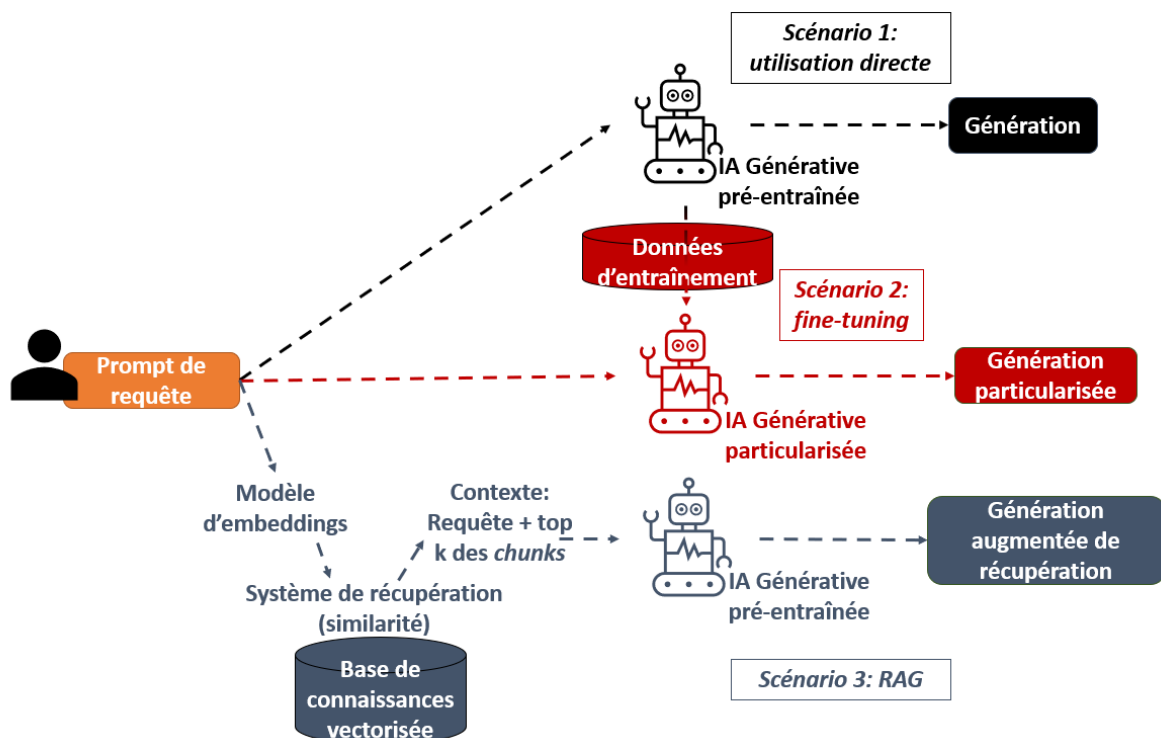 Scénario 1:
utilisation directe
Génération
IA Générative
pré-entraînée
Données
d'entraînement
Scénario 2:
fine-tuning
Prompt de
requête
Génération
particularisée
IA Générative
particularisée
Modèle
d'embeddings
Contexte:
Requête + top
k des chunks
Génération
augmentée de
récupération
IA Générative
pré-entraînée
Système de récupération
(similarité)
Base de
connaissances
vectorisée
Scénario 3: RAG